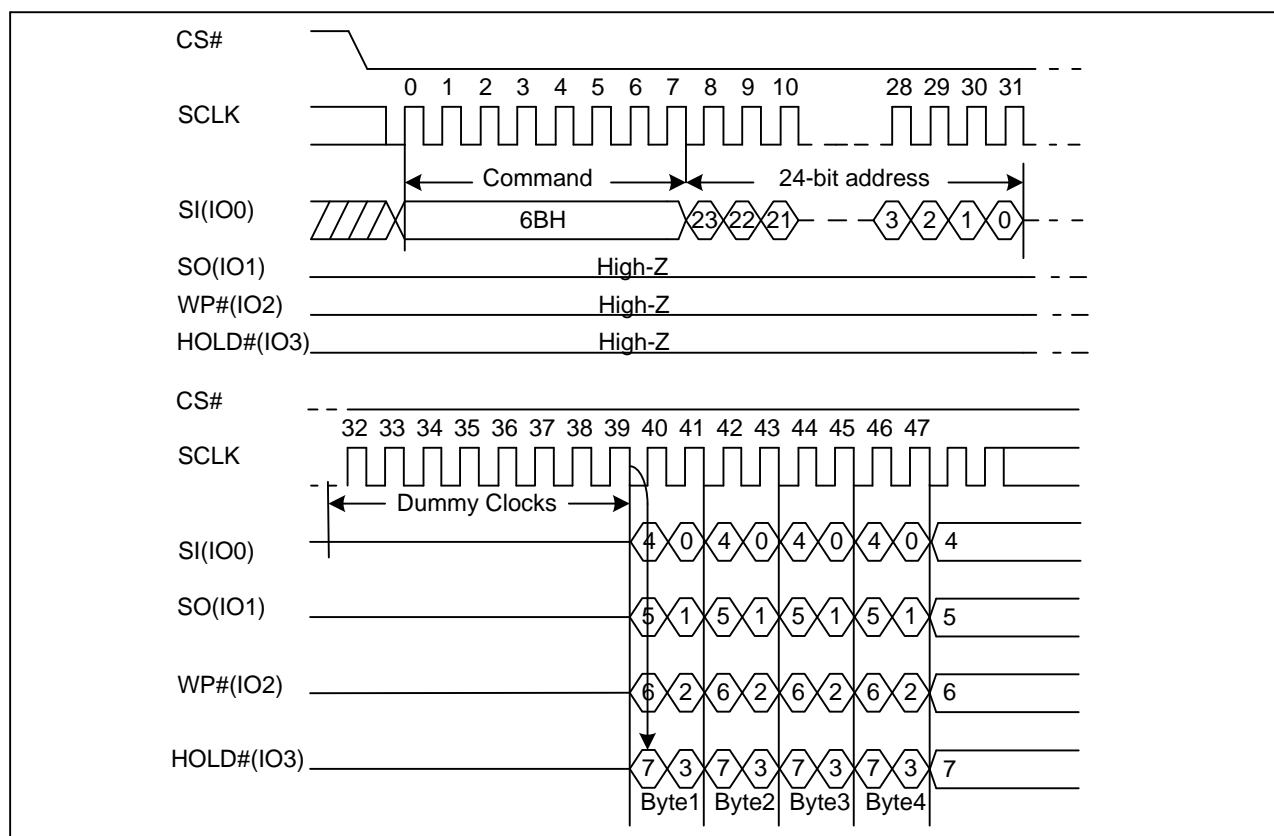 CS#
0 1 2 3 4 5 6 7 8 9 10 28 29 30 31
SCLK
Command 24-bit address
SI(IO0) 6BH 23 22 21 3 2 1 0
SO(IO1) High-Z
WP#(IO2) High-Z
HOLD#(IO3) High-Z
CS#
32 33 34 35 36 37 38 39 40 41 42 43 44 45 46 47
SCLK
Dummy Clocks
SI(IO0) 4 0 4 0 4 0 4 0 4
SO(IO1) 5 1 5 1 5 1 5 1 5
WP#(IO2) 6 2 6 2 6 2 6 2 6
HOLD#(IO3) 7 3 7 3 7 3 7 3 7
Byte1 Byte2 Byte3 Byte4